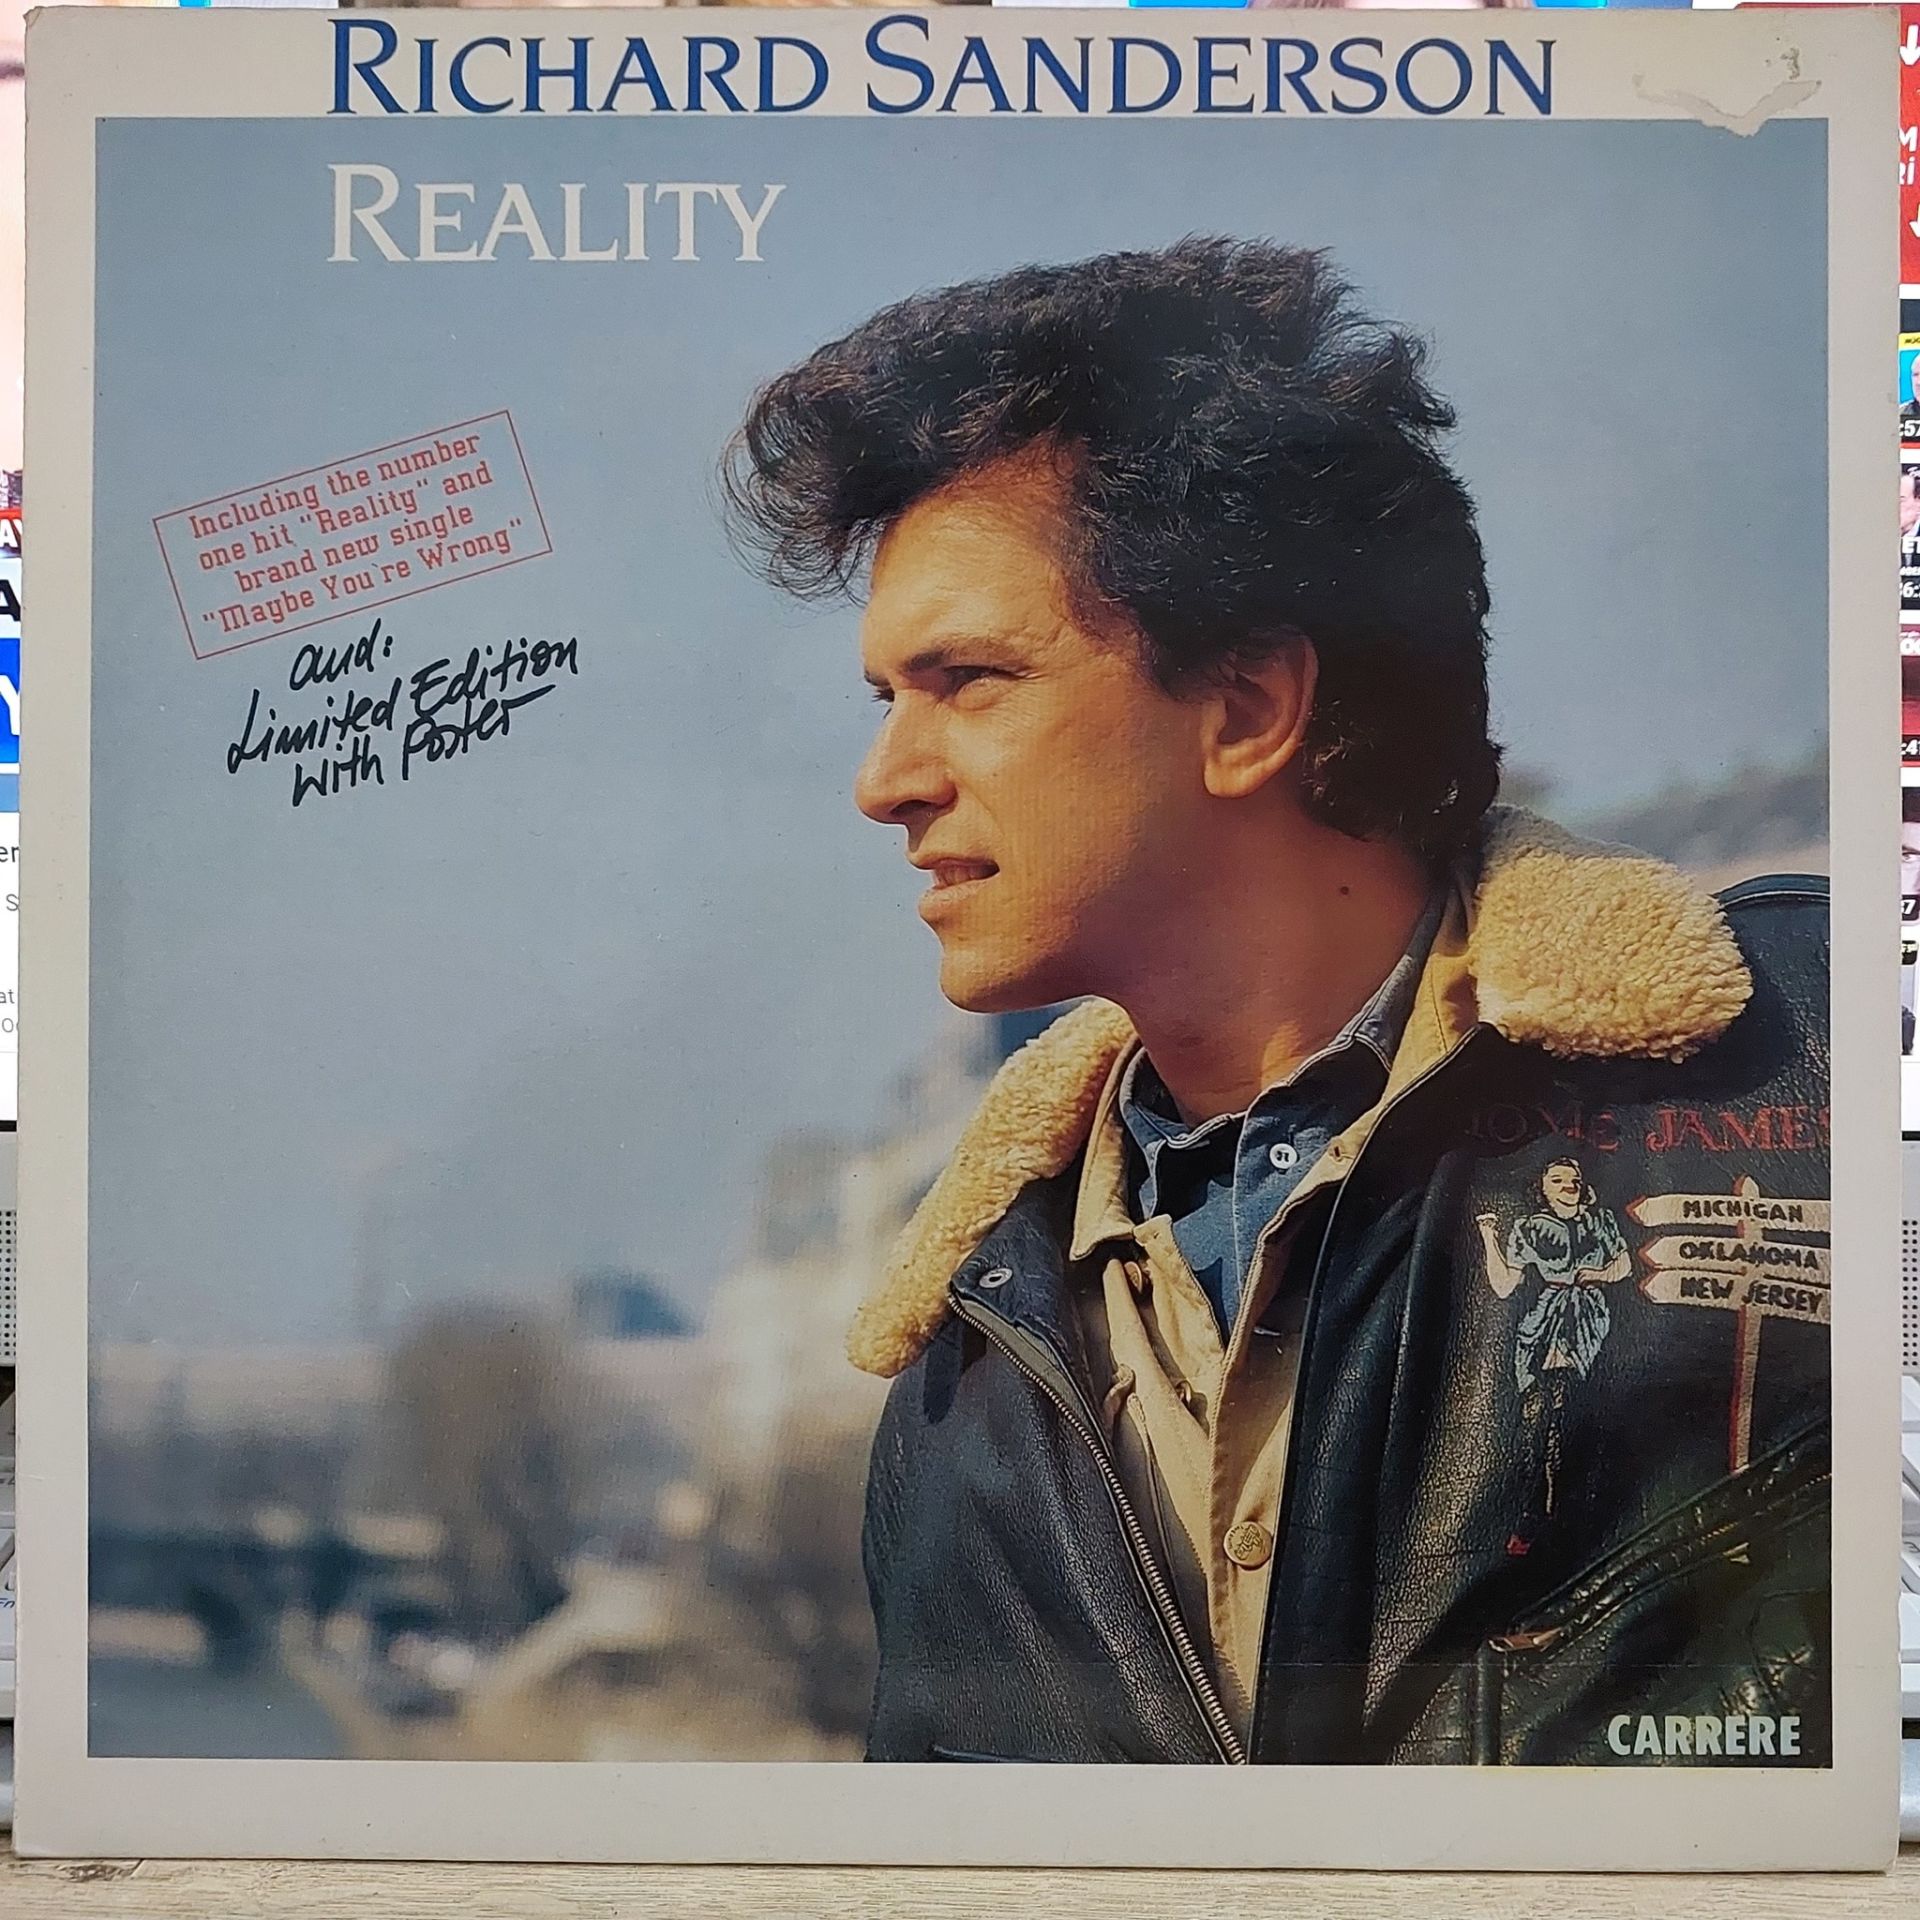 RICHARD SANDERSON
REALITY
Including the number
one hit "Reality" and
brand new single
"Maybe You're Wrong"
and:
Limited Edition
with Poster
JAMES
MICHIGAN
OKLAHOMA
NEW JERSEY
CARRERE